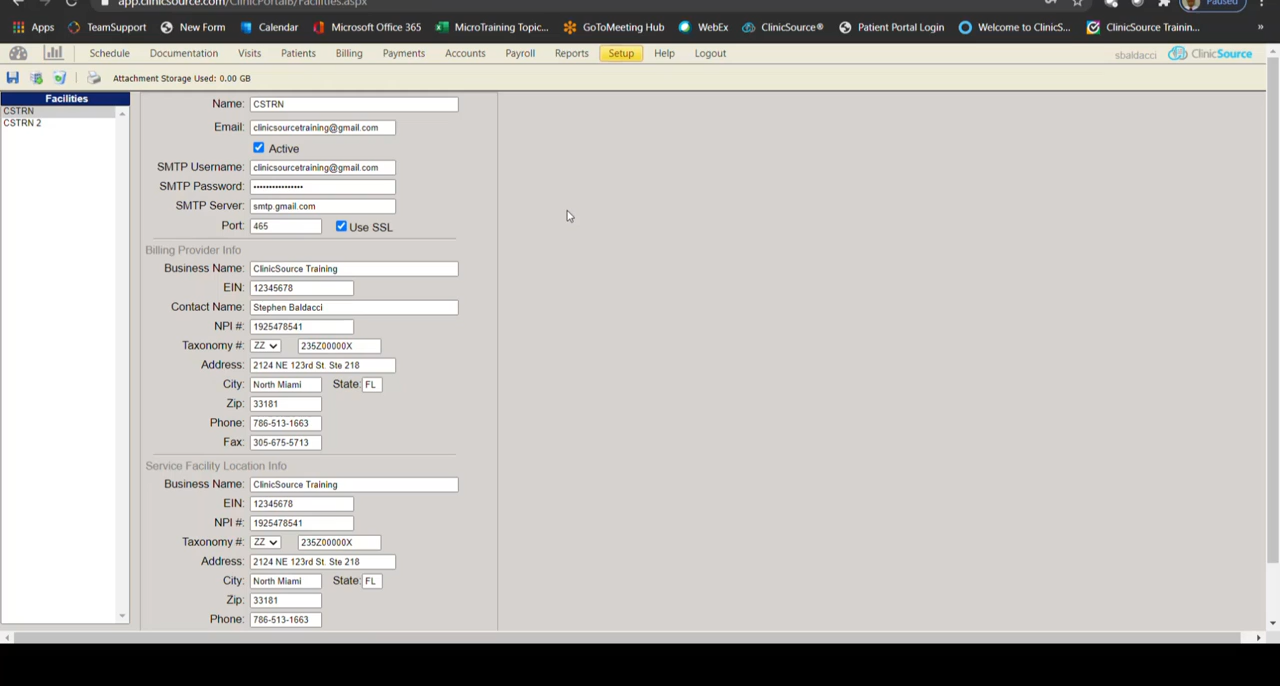 app.clinicsource.com/ClinicPortalB/Facilities.aspx
Paused
Apps TeamSupport New Form Calendar Microsoft Office 365 MicroTraining Topic... GoToMeeting Hub WebEx ClinicSource® Patient Portal Login Welcome to ClinicS... ClinicSource Trainin... »
Schedule Documentation Visits Patients Billing Payments Accounts Payroll Reports Setup Help Logout sbaldacci ClinicSource
Attachment Storage Used: 0.00 GB
Facilities
CSTRN
CSTRN 2
Name: CSTRN
Email: clinicsourcetraining@gmail.com
Active
SMTP Username: clinicsourcetraining@gmail.com
SMTP Password: ••••••••••••••••
SMTP Server: smtp.gmail.com
Port: 465 Use SSL
Billing Provider Info
Business Name: ClinicSource Training
EIN: 12345678
Contact Name: Stephen Baldacci
NPI #: 1925478541
Taxonomy #: ZZ 235Z00000X
Address: 2124 NE 123rd St. Ste 218
City: North Miami State: FL
Zip: 33181
Phone: 786-513-1663
Fax: 305-675-5713
Service Facility Location Info
Business Name: ClinicSource Training
EIN: 12345678
NPI #: 1925478541
Taxonomy #: ZZ 235Z00000X
Address: 2124 NE 123rd St. Ste 218
City: North Miami State: FL
Zip: 33181
Phone: 786-513-1663